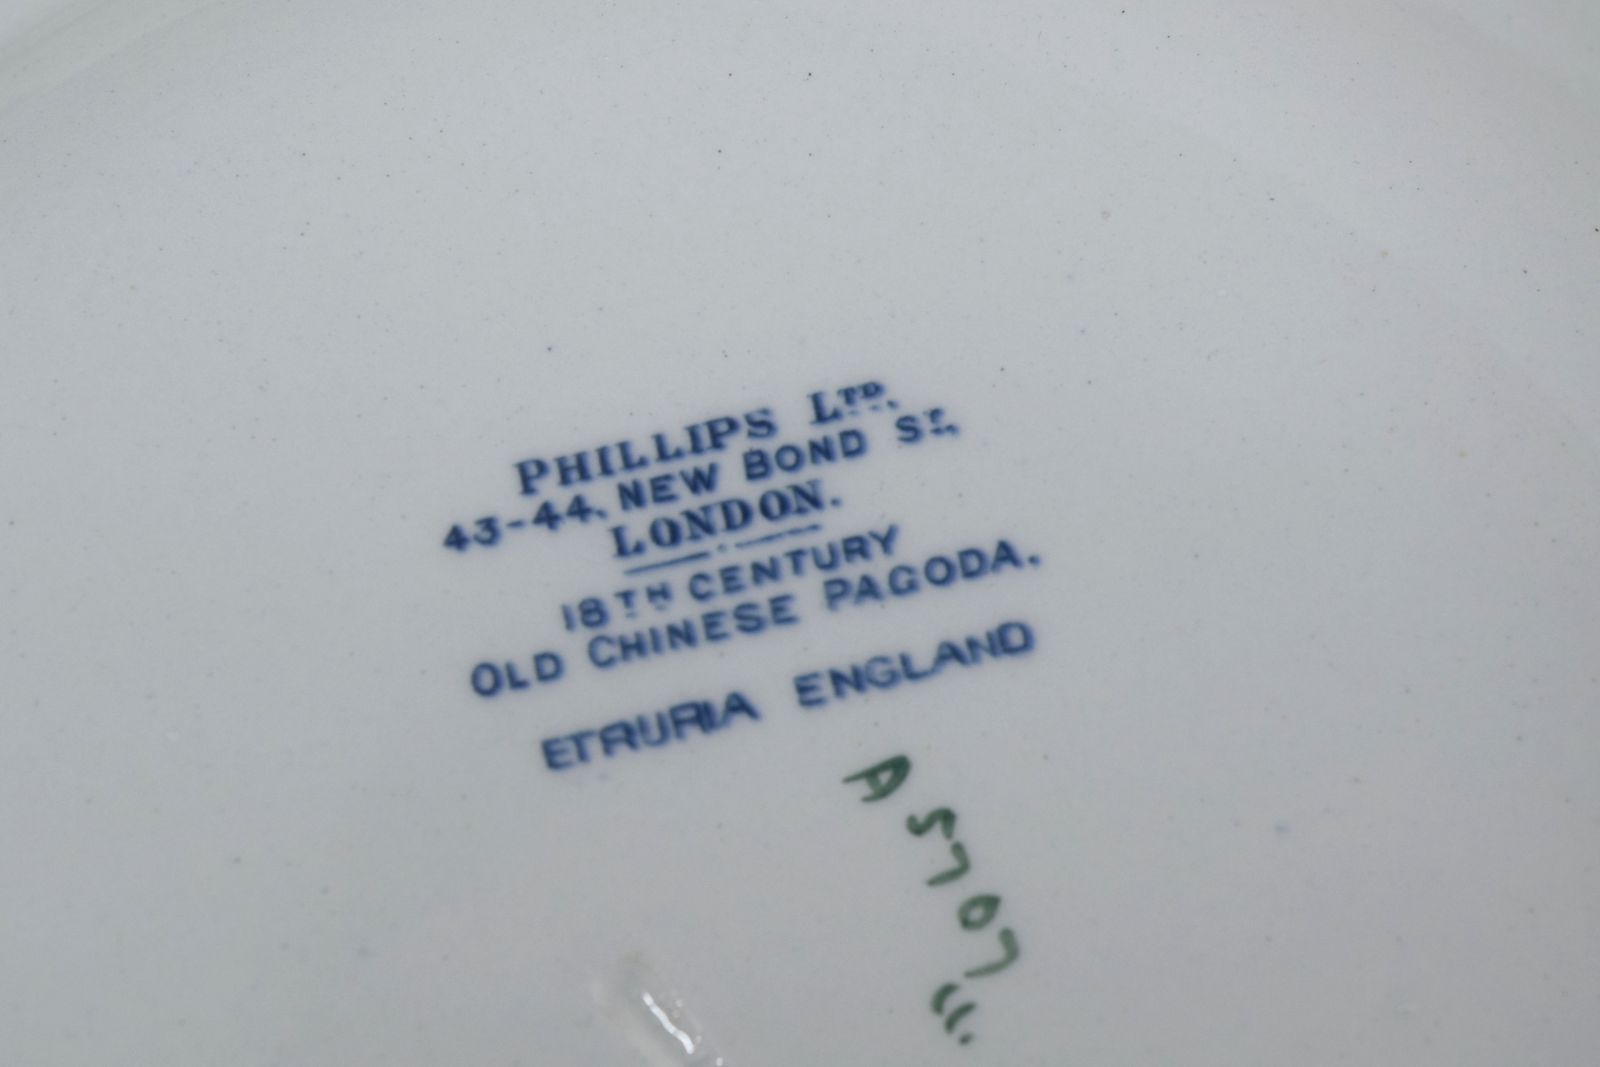 PHILLIPS LTD.
43-44, NEW BOND ST.,
LONDON.
18TH CENTURY
OLD CHINESE PAGODA.
ETRURIA ENGLAND
A5707